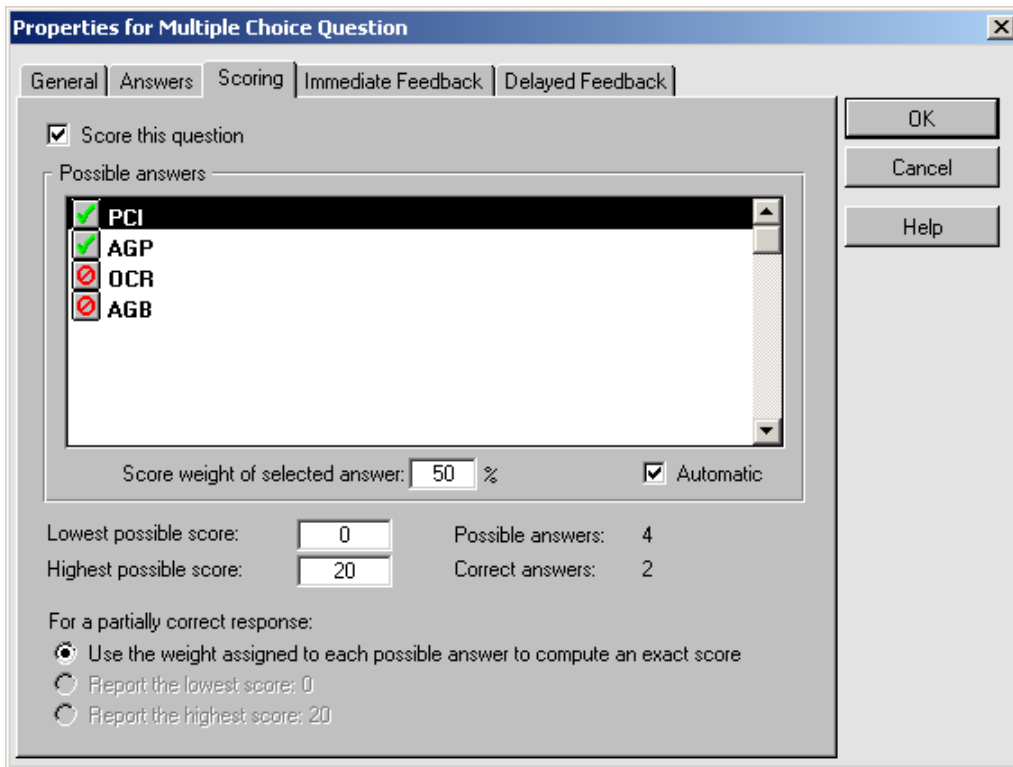 Properties for Multiple Choice Question
General Answers Scoring Immediate Feedback Delayed Feedback
OK
Score this question
Cancel
Possible answers
PCI
Help
AGP
OCR
AGB
Score weight of selected answer: 50 % Automatic
Lowest possible score: 0 Possible answers: 4
Highest possible score: 20 Correct answers: 2
For a partially correct response:
Use the weight assigned to each possible answer to compute an exact score
Report the lowest score: 0
Report the highest score: 20